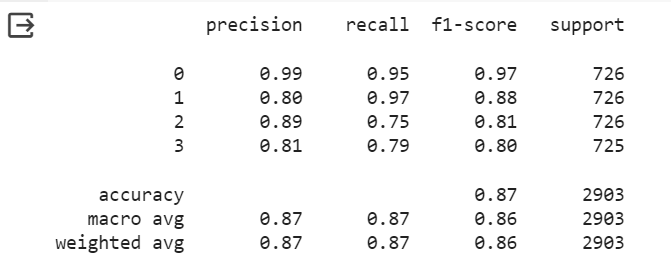 precision recall f1-score support
0 0.99 0.95 0.97 726
1 0.80 0.97 0.88 726
2 0.89 0.75 0.81 726
3 0.81 0.79 0.80 725
accuracy 0.87 2903
macro avg 0.87 0.87 0.86 2903
weighted avg 0.87 0.87 0.86 2903